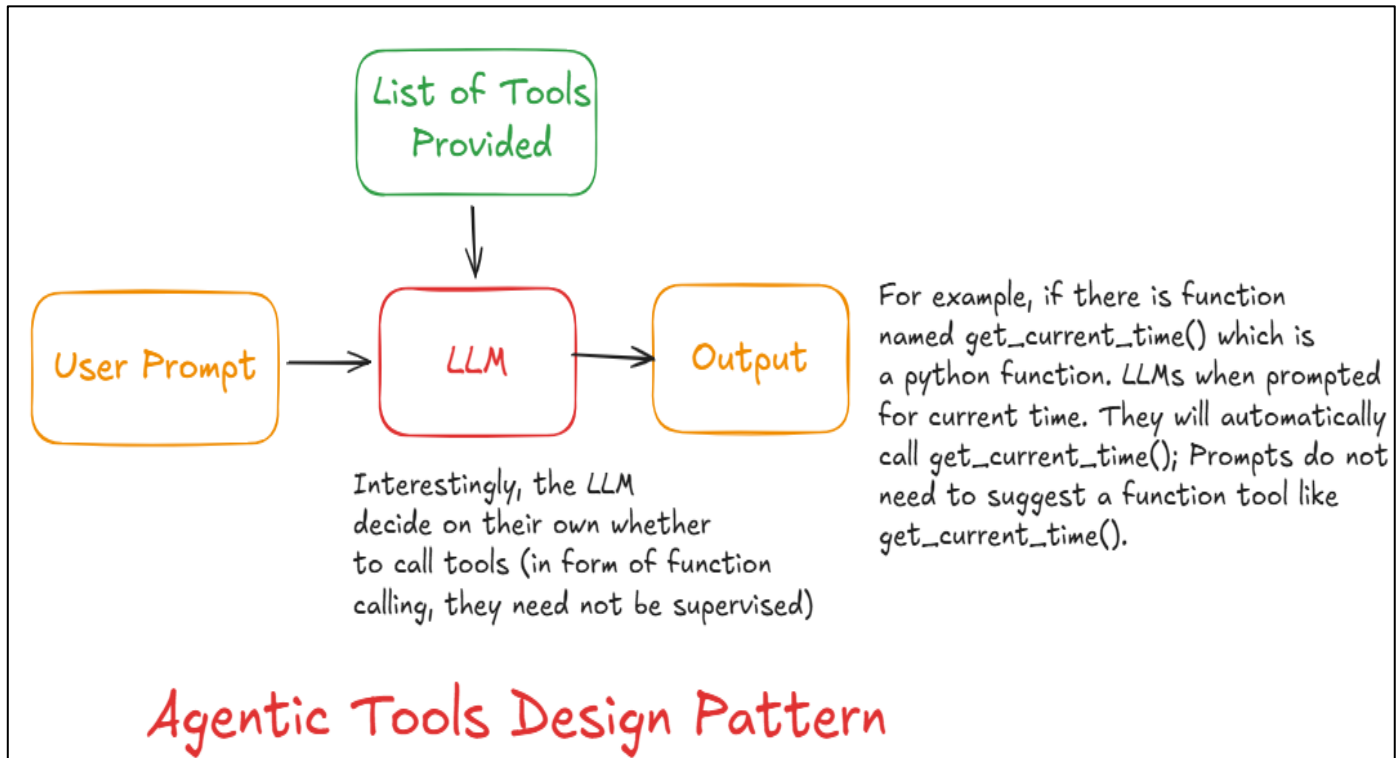 List of Tools
Provided
User Prompt
LLM
Output
For example, if there is function
named get_current_time() which is
a python function. LLMs when prompted
for current time. They will automatically
call get_current_time(); Prompts do not
need to suggest a function tool like
get_current_time().
Interestingly, the LLM
decide on their own whether
to call tools (in form of function
calling, they need not be supervised)
Agentic Tools Design Pattern